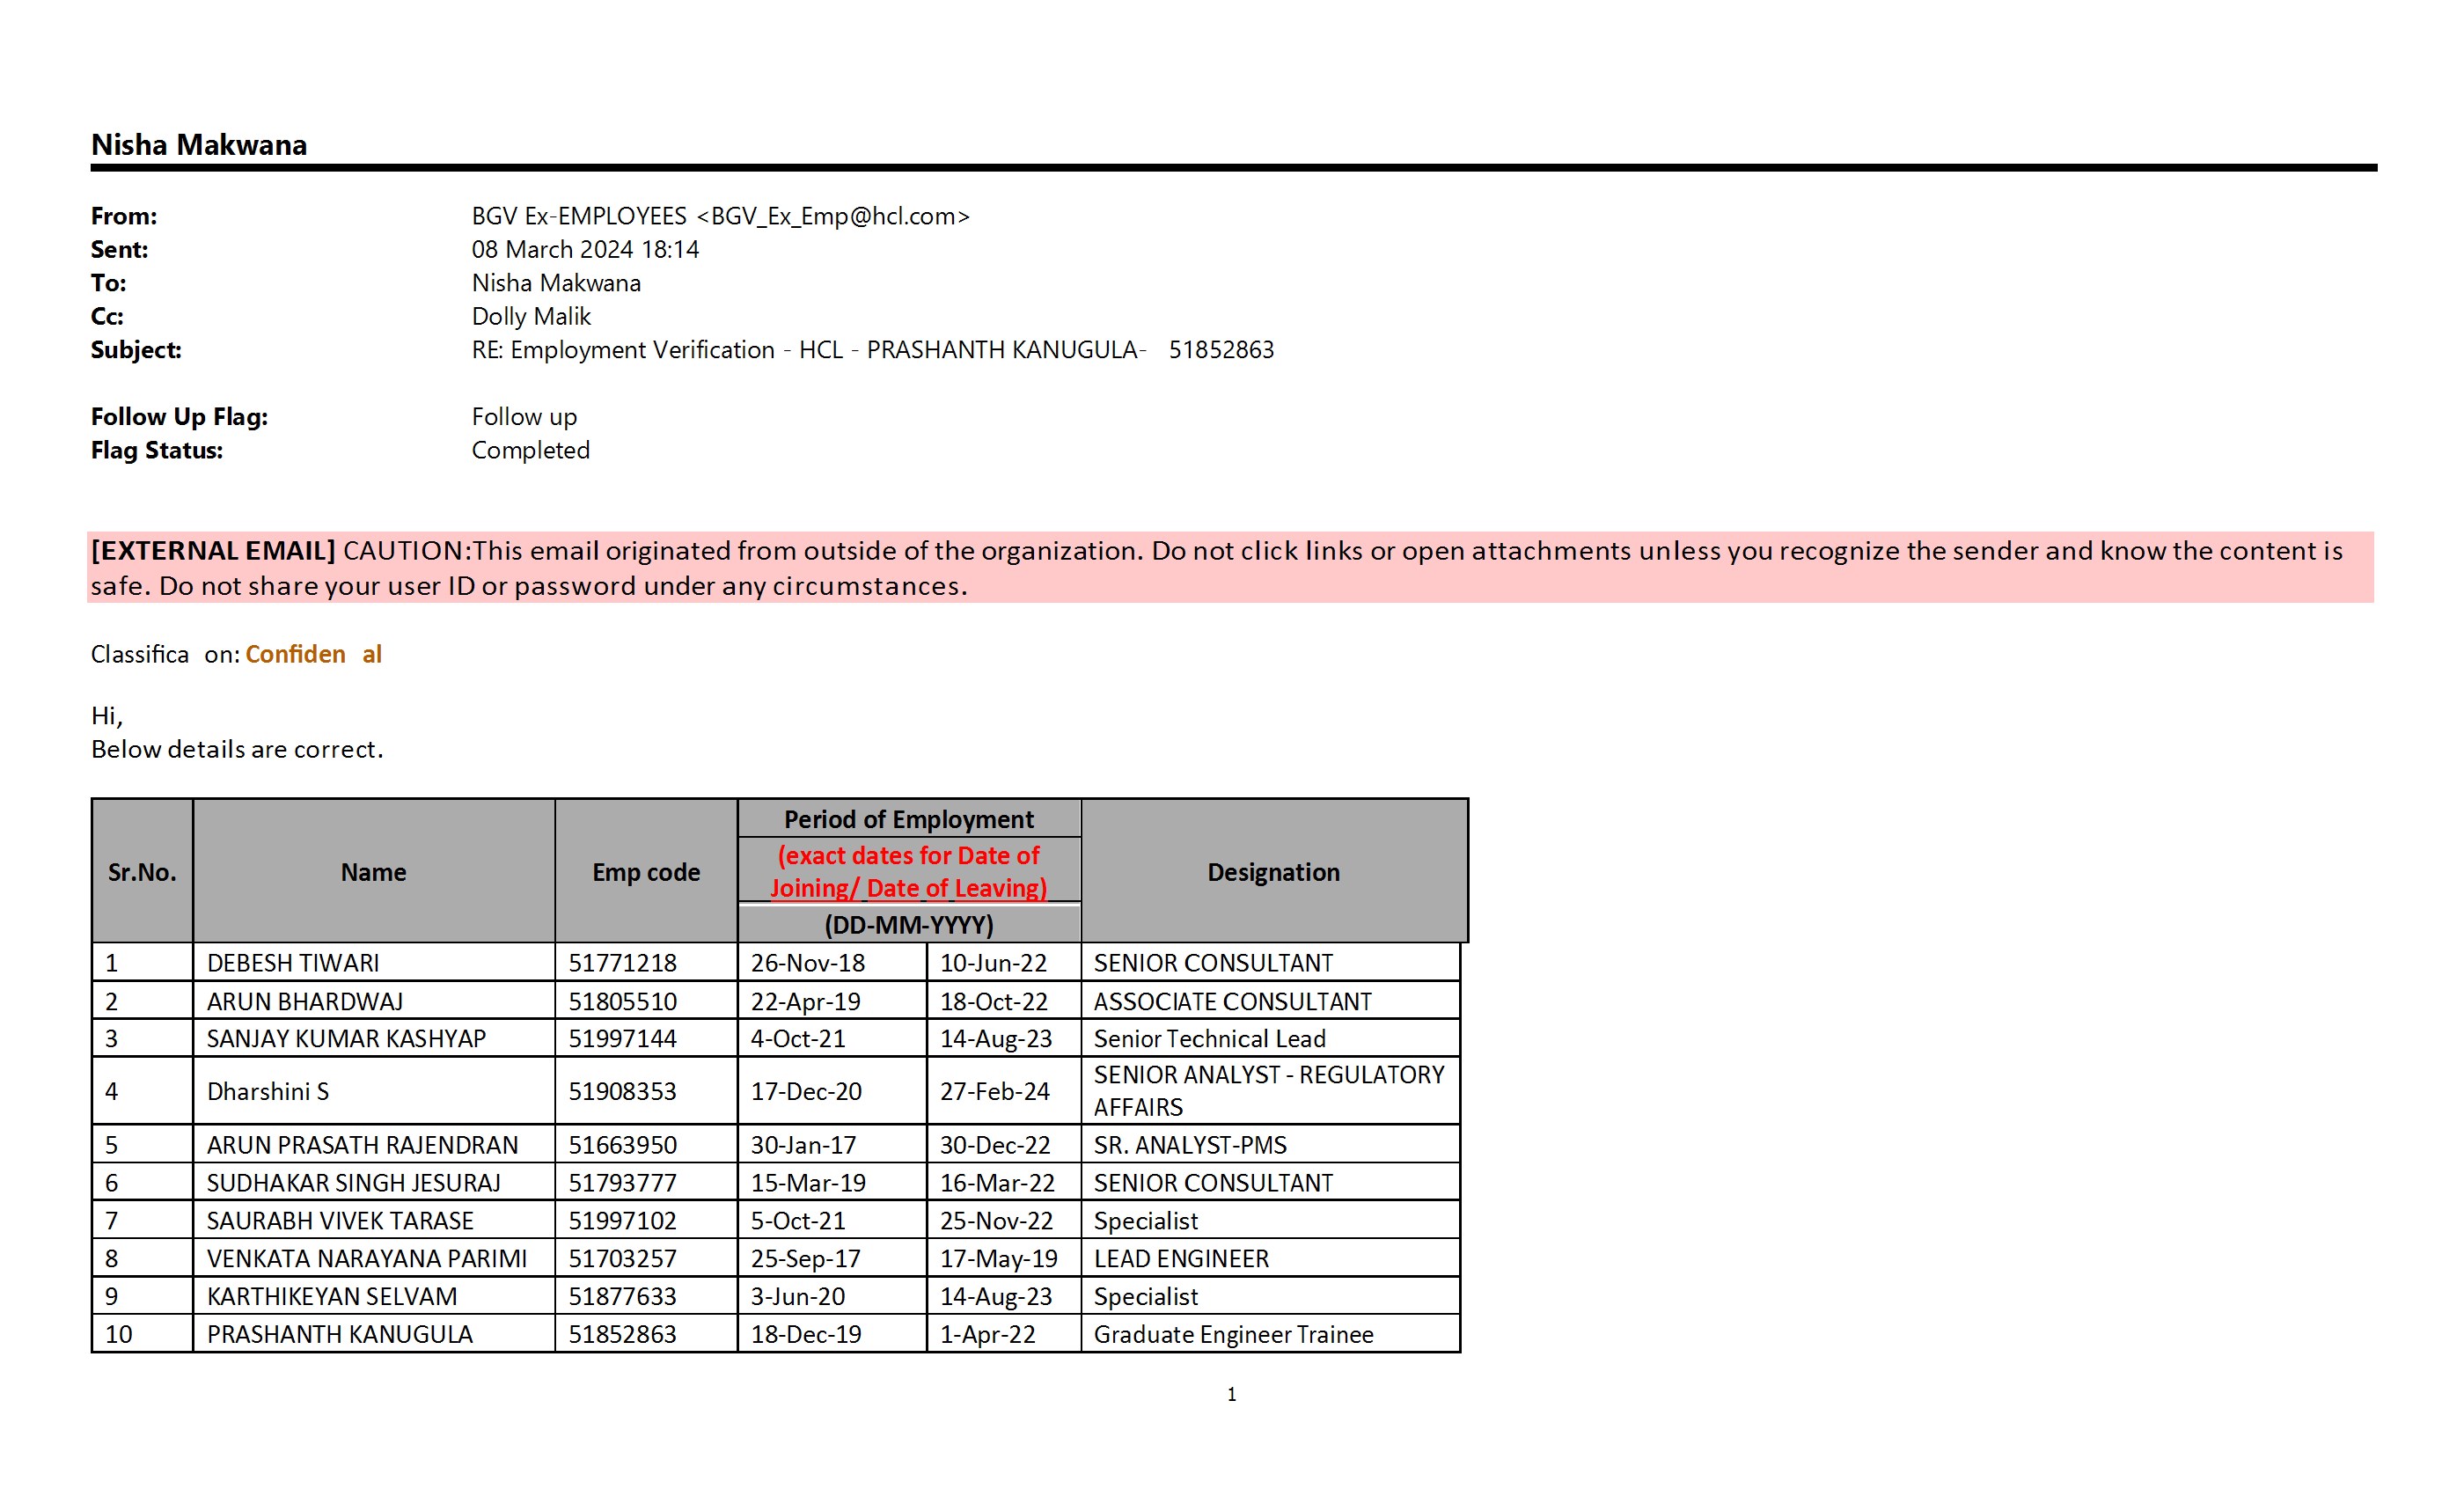 Nisha Makwana
From: BGV Ex-EMPLOYEES <BGV_Ex_Emp@hcl.com>
Sent: 08 March 2024 18:14
To: Nisha Makwana
Cc: Dolly Malik
Subject: RE: Employment Verification - HCL - PRASHANTH KANUGULA- 51852863
Follow Up Flag: Follow up
Flag Status: Completed
[EXTERNAL EMAIL] CAUTION:This email originated from outside of the organization. Do not click links or open attachments unless you recognize the sender and know the content is
safe. Do not share your user ID or password under any circumstances.
Classifica on: Confiden al
Hi,
Below details are correct.
Sr.No. Name Emp code Period of Employment Designation
(exact dates for Date of
Joining/ Date of Leaving)
(DD-MM-YYYY)
1 DEBESH TIWARI 51771218 26-Nov-18 10-Jun-22 SENIOR CONSULTANT
2 ARUN BHARDWAJ 51805510 22-Apr-19 18-Oct-22 ASSOCIATE CONSULTANT
3 SANJAY KUMAR KASHYAP 51997144 4-Oct-21 14-Aug-23 Senior Technical Lead
4 Dharshini S 51908353 17-Dec-20 27-Feb-24 SENIOR ANALYST - REGULATORY
AFFAIRS
5 ARUN PRASATH RAJENDRAN 51663950 30-Jan-17 30-Dec-22 SR. ANALYST-PMS
6 SUDHAKAR SINGH JESURAJ 51793777 15-Mar-19 16-Mar-22 SENIOR CONSULTANT
7 SAURABH VIVEK TARASE 51997102 5-Oct-21 25-Nov-22 Specialist
8 VENKATA NARAYANA PARIMI 51703257 25-Sep-17 17-May-19 LEAD ENGINEER
9 KARTHIKEYAN SELVAM 51877633 3-Jun-20 14-Aug-23 Specialist
10 PRASHANTH KANUGULA 51852863 18-Dec-19 1-Apr-22 Graduate Engineer Trainee
1